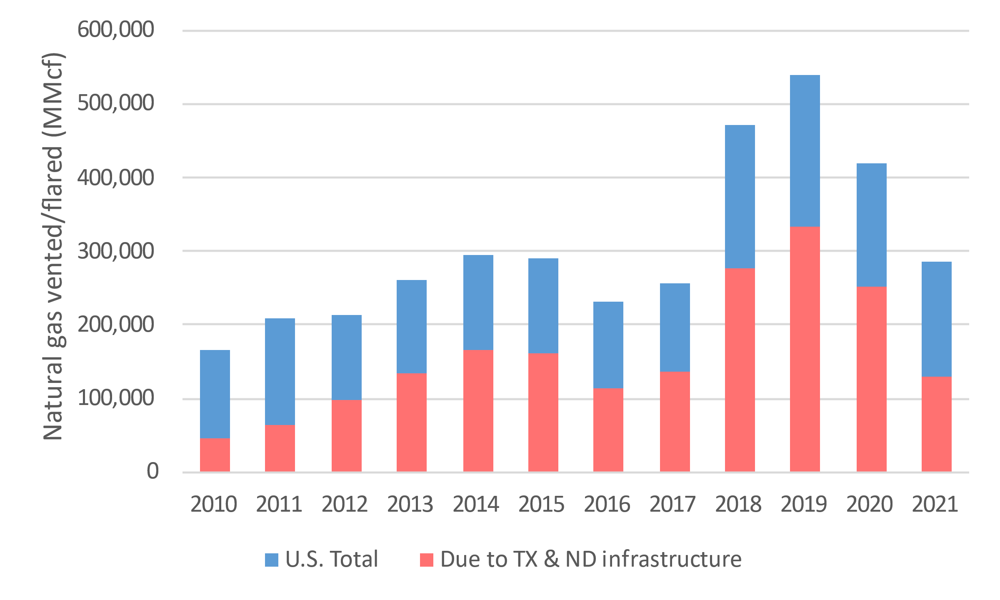 Natural gas vented/flared (MMcf)
600,000
500,000
400,000
300,000
200,000
100,000
0
2010 2011 2012 2013 2014 2015 2016 2017 2018 2019 2020 2021
U.S. Total Due to TX & ND infrastructure